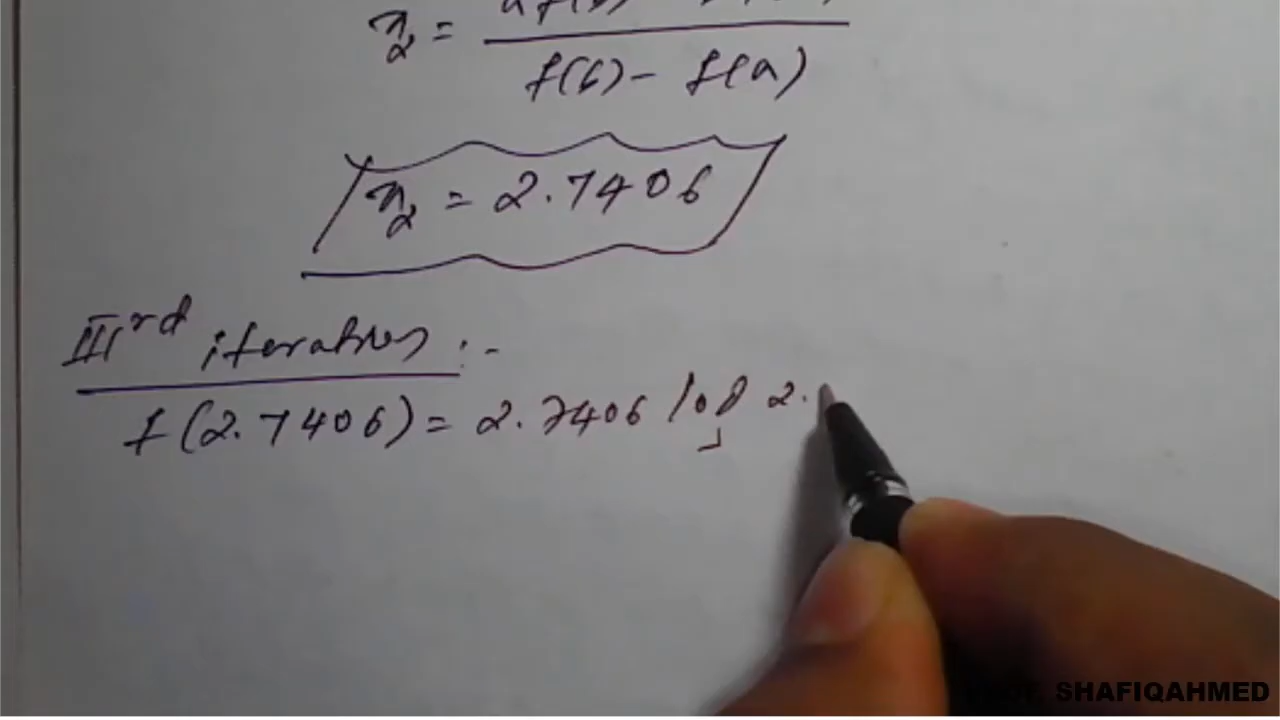 x₂ =
f(b) - f(a)
x₂ = 2.7406
IIIrd iteration :-
f(2.7406) = 2.7406 log 2.
SHAFIQAHMED